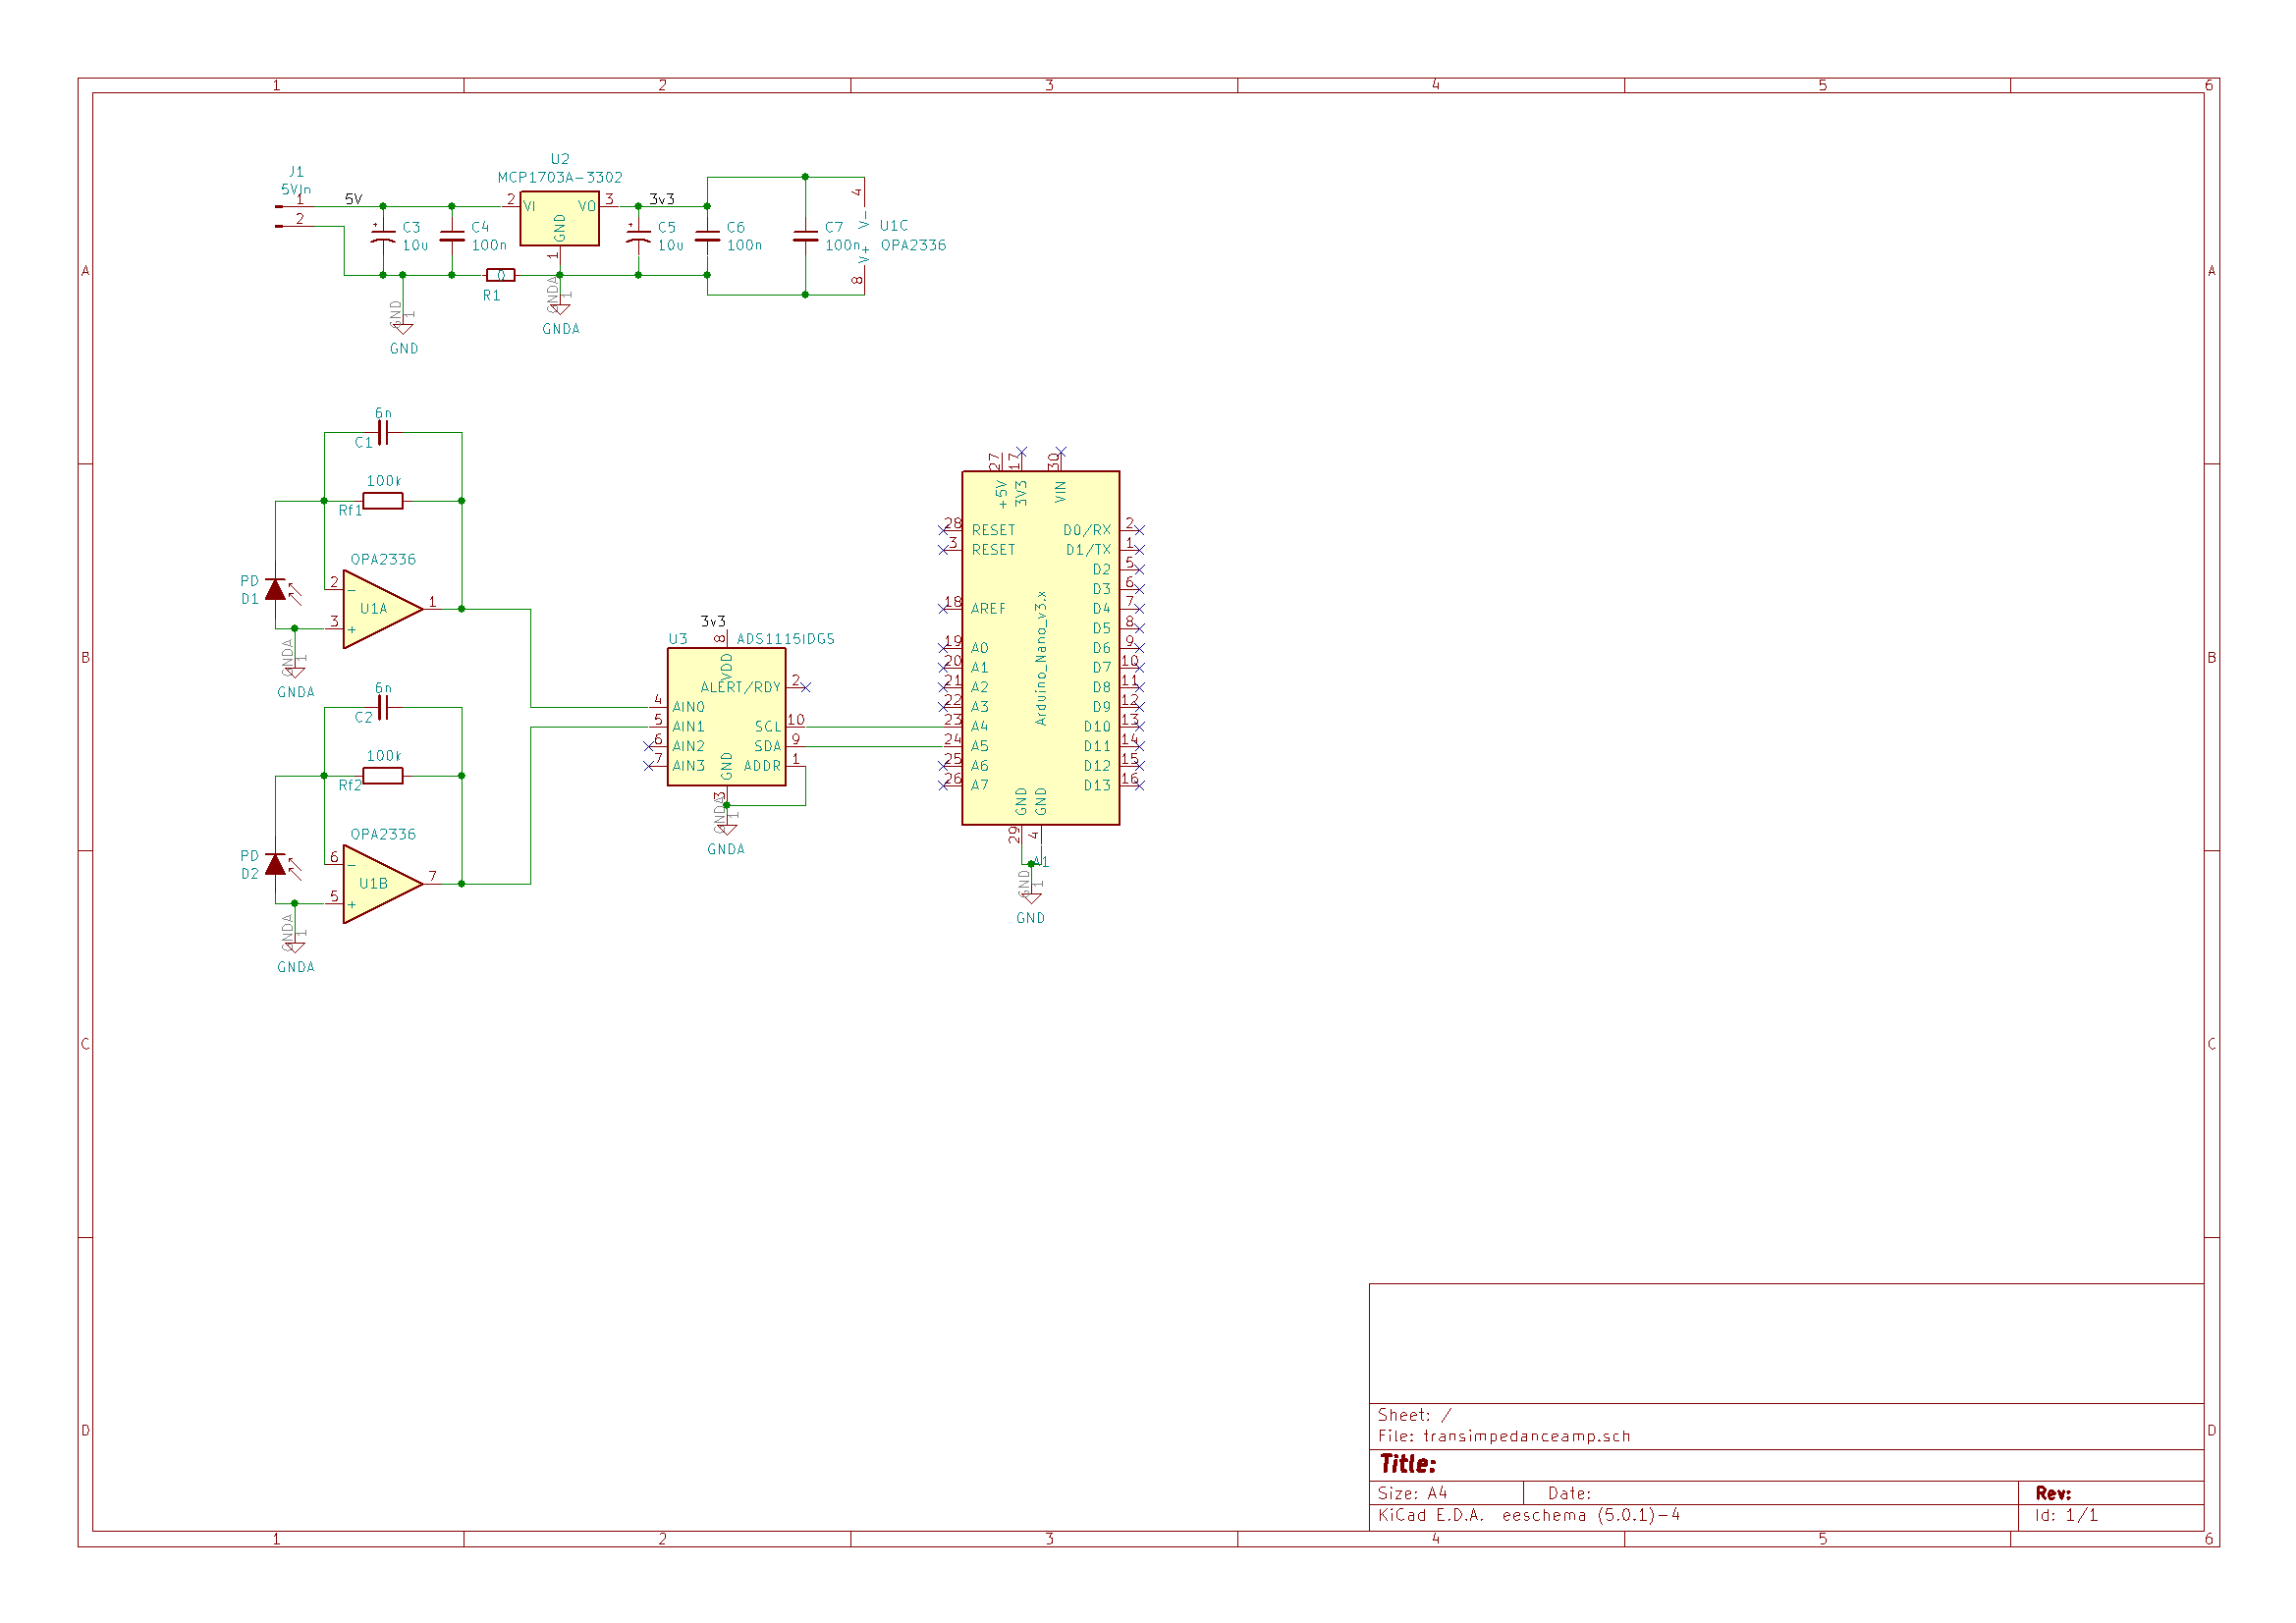 1 2 3 4 5 6
A A
B B
C C
D D
J1
5VIn
1
2
5V
U2
MCP1703A-3302
2 VI VO 3
GND
1
3v3
C3
10u
C4
100n
C5
10u
C6
100n
C7
100n
4
V-
V+
8
U1C
OPA2336
0
R1
GND
1
GND
GNDA
1
GNDA
6n
C1
100k
Rf1
OPA2336
PD
D1
2 -
U1A
1
3 +
GNDA
1
GNDA
6n
C2
100k
Rf2
OPA2336
PD
D2
6 -
U1B
7
5 +
GNDA
1
GNDA
3v3
U3
8
ADS1115IDGS
VDD
ALERT/RDY 2
4 AIN0
5 AIN1 SCL 10
6 AIN2 SDA 9
7 AIN3 ADDR 1
GND
3
GNDA
1
GNDA
27 17 30
+5V 3V3 VIN
28 RESET D0/RX 2
3 RESET D1/TX 1
D2 5
D3 6
18 AREF D4 7
D5 8
19 A0 D6 9
20 A1 D7 10
21 A2 D8 11
22 A3 D9 12
23 A4 D10 13
24 A5 D11 14
25 A6 D12 15
26 A7 D13 16
Arduino_Nano_v3.x
GND GND
29 4
A1
GND
1
GND
Sheet: /
File: transimpedanceamp.sch
Title:
Size: A4 Date: Rev:
KiCad E.D.A. eeschema (5.0.1)-4 Id: 1/1
1 2 3 4 5 6